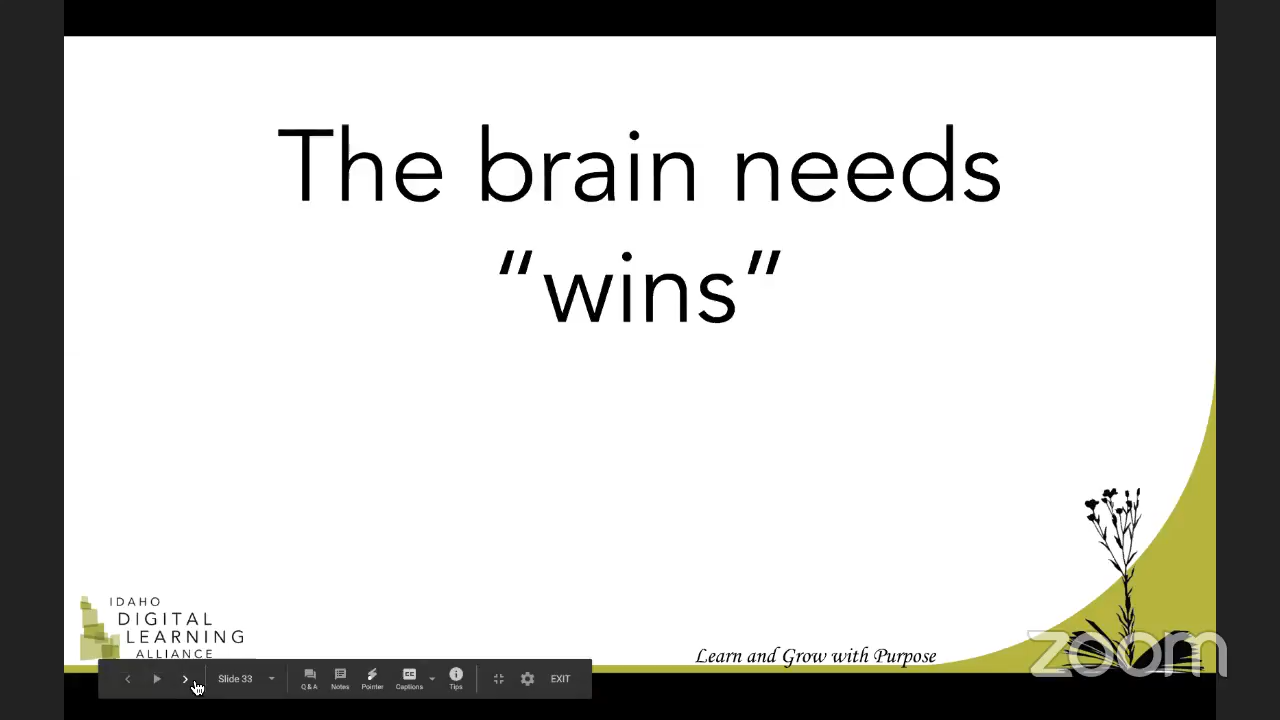 The brain needs
“wins”
IDAHO
DIGITAL
LEARNING
ALLIANCE
Learn and Grow with Purpose
zoom
Slide 33
Q & A
Notes
Pointer
Captions
Tips
EXIT